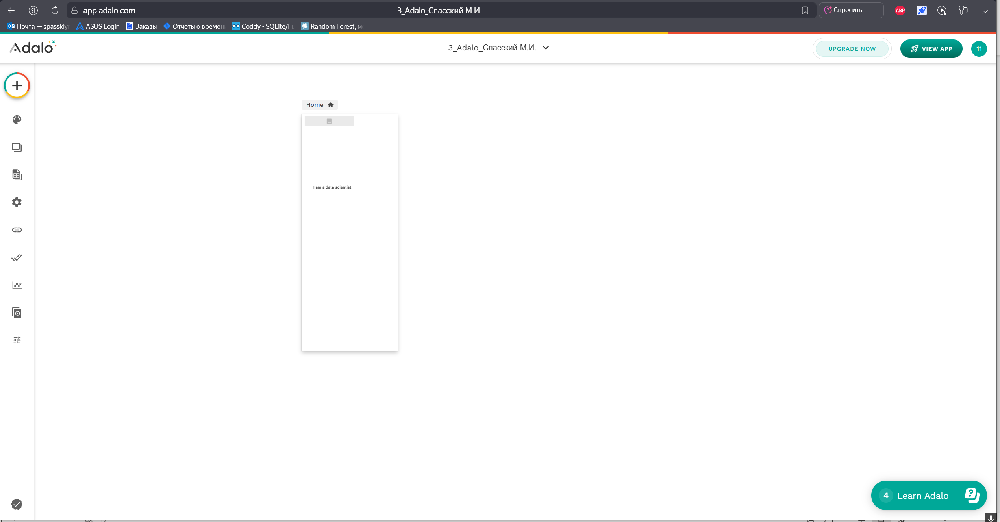 app.adalo.com
3_Adalo_Спасский М.И.
Спросить
ABP
Почта — spasskiy
ASUS Login
Заказы
Отчеты о времен
Coddy - SQLite/Fu
Random Forest, м
Adalo
3_Adalo_Спасский М.И.
UPGRADE NOW
VIEW APP
11
Home
I am a data scientist
4 Learn Adalo